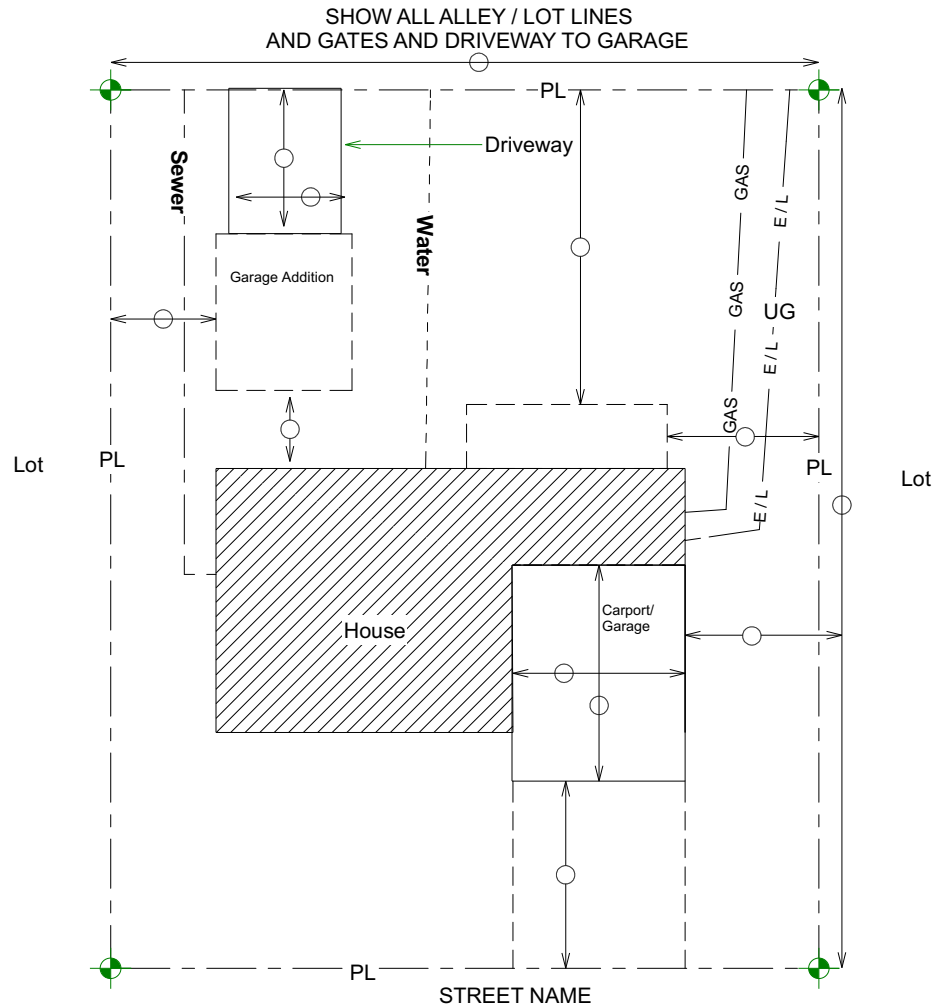 SHOW ALL ALLEY / LOT LINES
AND GATES AND DRIVEWAY TO GARAGE
PL
Driveway
Sewer
Water
GAS
E / L
Garage Addition
GAS
UG
E / L
GAS
Lot
PL
PL
Lot
E / L
House
Carport/
Garage
PL
STREET NAME